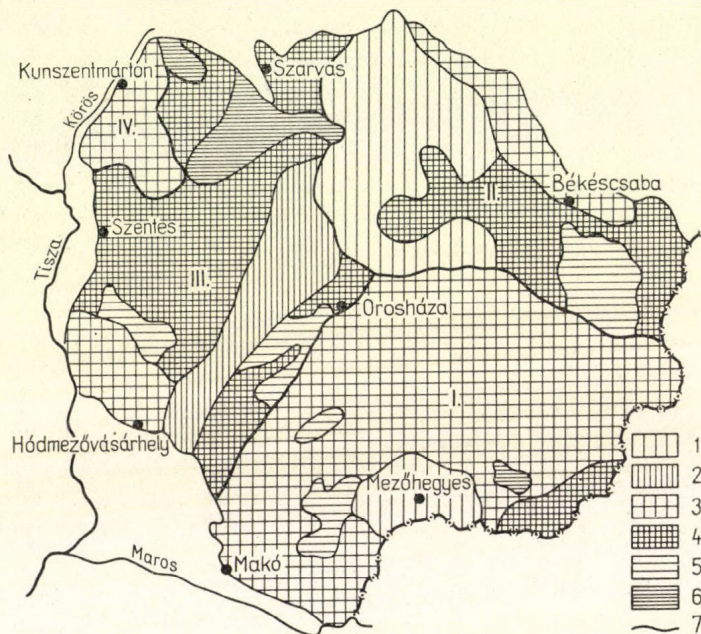 Kunszentmárton
Szarvas
Körös
IV.
II.
Békéscsaba
Szentes
Tisza
III.
Orosháza
I.
Hódmezővásárhely
Mezőhegyes
Maros
Makó
1
2
3
4
5
6
7